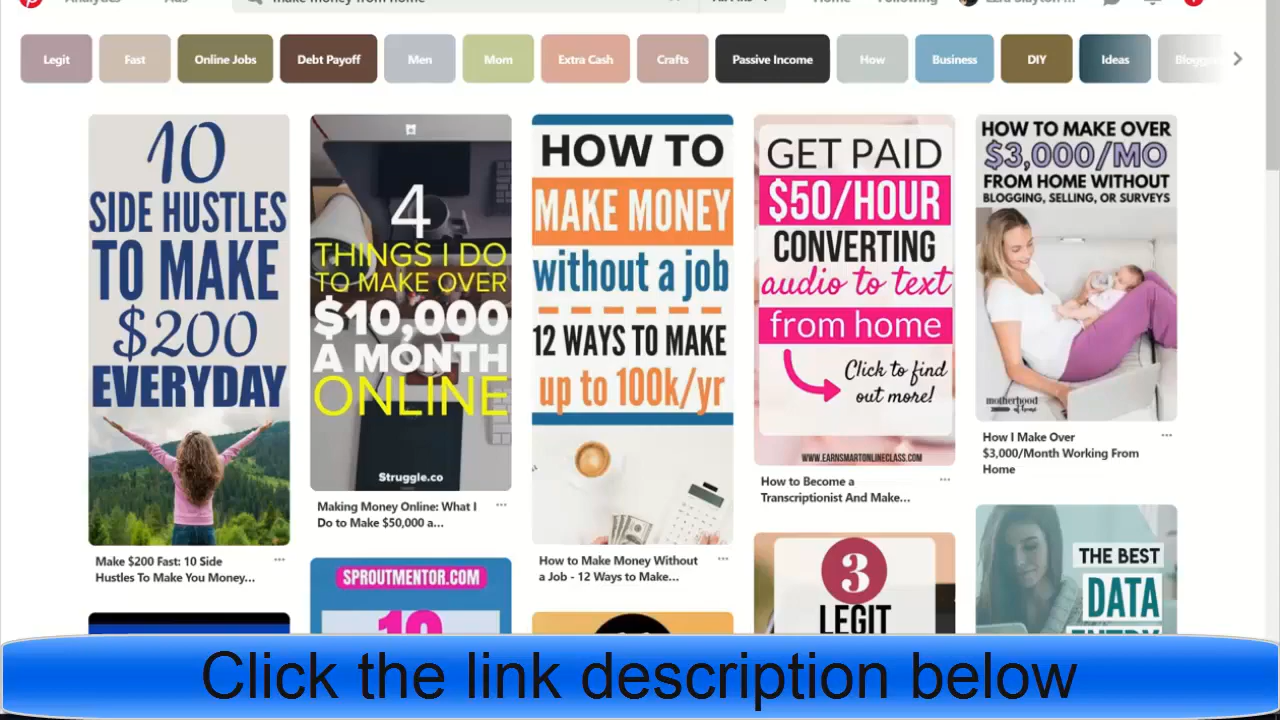 Legit
Fast
Online Jobs
Debt Payoff
Men
Mom
Extra Cash
Crafts
Passive Income
How
Business
DIY
Ideas
10
SIDE HUSTLES
TO MAKE
$200
EVERYDAY
Make $200 Fast: 10 Side
Hustles To Make You Money...
4
THINGS I DO
TO MAKE OVER
$10,000
A MONTH
ONLINE
Struggle.co
Making Money Online: What I
Do to Make $50,000 a...
SPROUTMENTOR.COM
HOW TO
MAKE MONEY
without a job
12 WAYS TO MAKE
up to 100k/yr
How to Make Money Without
a Job - 12 Ways to Make...
GET PAID
$50/HOUR
CONVERTING
audio to text
from home
Click to find
out more!
WWW.EARNSMARTONLINECLASS.COM
How to Become a
Transcriptionist And Make...
3
LEGIT
HOW TO MAKE OVER
$3,000/MO
FROM HOME WITHOUT
BLOGGING, SELLING, OR SURVEYS
motherhood
at home
How I Make Over
$3,000/Month Working From
Home
THE BEST
DATA
ENTRY
Click the link description below